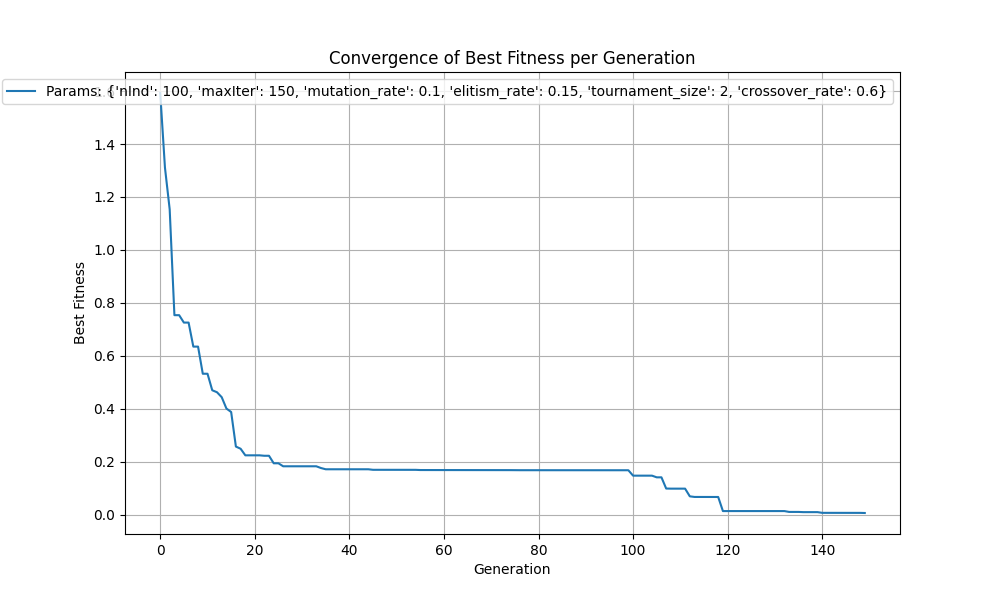 Convergence of Best Fitness per Generation
Params: {'nInd': 100, 'maxIter': 150, 'mutation_rate': 0.1, 'elitism_rate': 0.15, 'tournament_size': 2, 'crossover_rate': 0.6}
1.4
1.2
1.0
0.8
0.6
0.4
0.2
0.0
Best Fitness
0 20 40 60 80 100 120 140
Generation